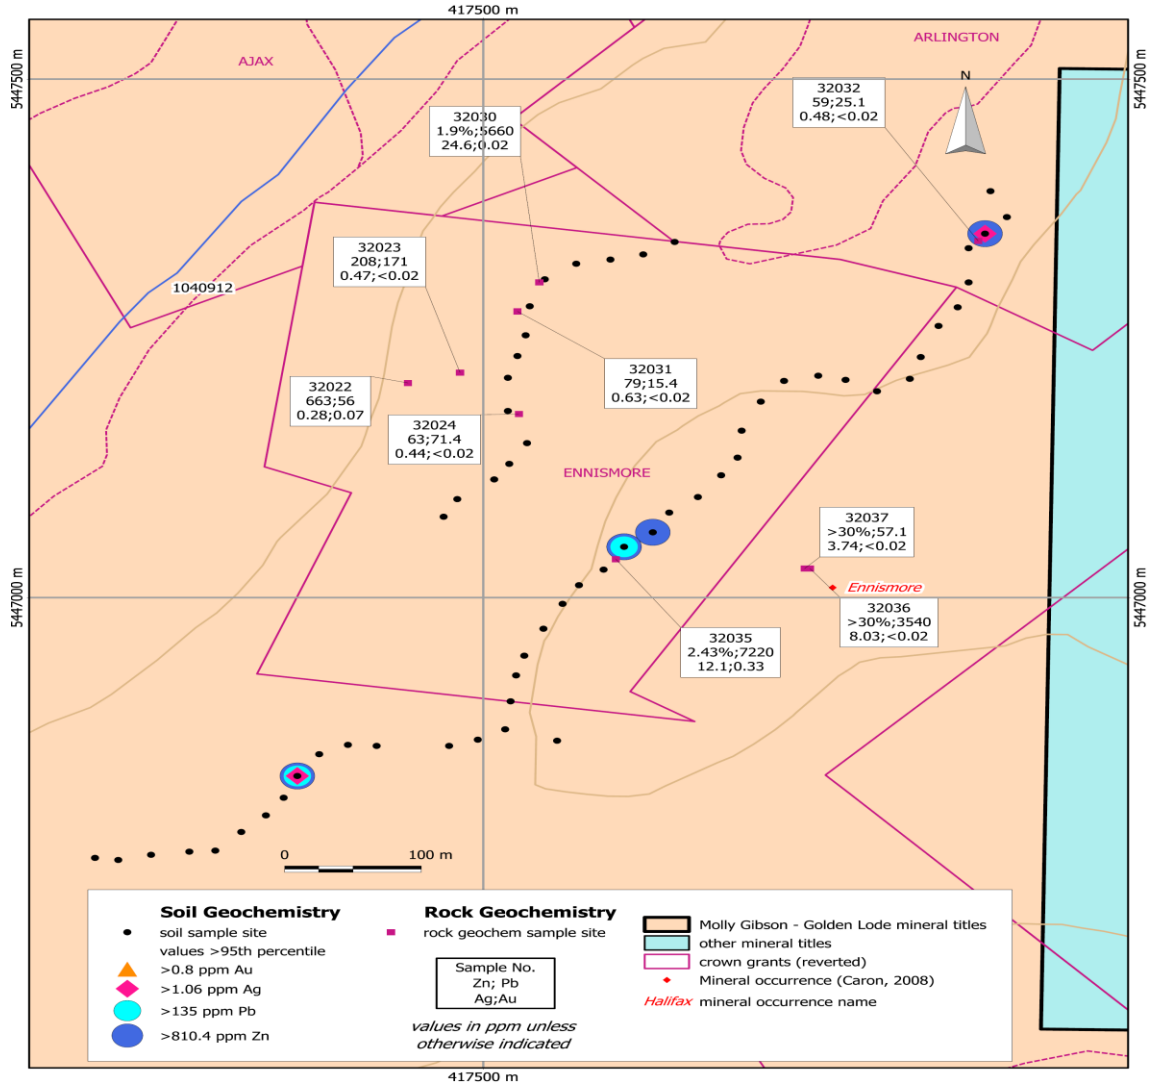 417500 m
5447500 m
5447500 m
AJAX
ARLINGTON
N
32032
59;25.1
0.48;<0.02
32030
1.9%;5660
24.6;0.02
32023
208;171
0.47;<0.02
1040912
32031
79;15.4
0.63;<0.02
32022
663;56
0.28;0.07
32024
63;71.4
0.44;<0.02
ENNISMORE
32037
>30%;57.1
3.74;<0.02
Ennismore
5447000 m
5447000 m
32036
>30%;3540
8.03;<0.02
32035
2.43%;7220
12.1;0.33
0 100 m
Soil Geochemistry
soil sample site
values >95th percentile
>0.8 ppm Au
>1.06 ppm Ag
>135 ppm Pb
>810.4 ppm Zn
Rock Geochemistry
rock geochem sample site
Sample No.
Zn; Pb
Ag;Au
values in ppm unless
otherwise indicated
Molly Gibson - Golden Lode mineral titles
other mineral titles
crown grants (reverted)
Mineral occurrence (Caron, 2008)
Halifax mineral occurrence name
417500 m